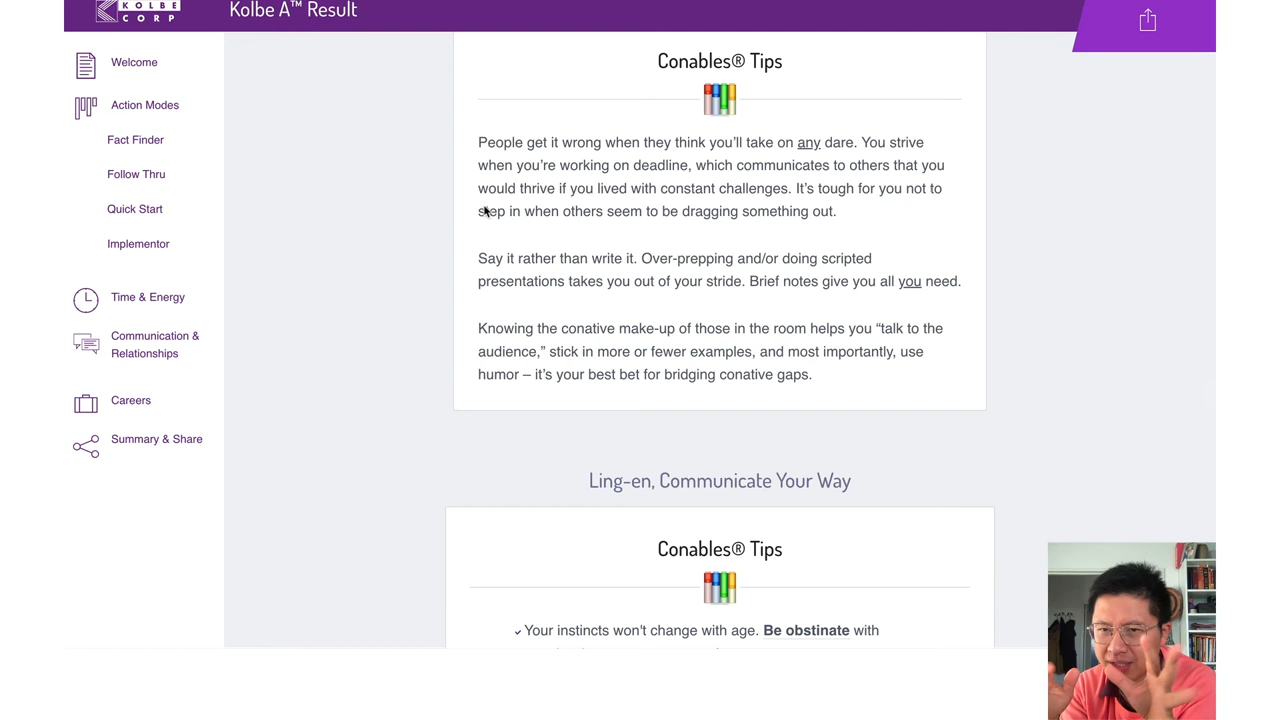 KOLBE
CORP
Kolbe A™ Result
Welcome
Action Modes
Fact Finder
Follow Thru
Quick Start
Implementor
Time & Energy
Communication &
Relationships
Careers
Summary & Share
Conables® Tips
People get it wrong when they think you’ll take on any dare. You strive
when you’re working on deadline, which communicates to others that you
would thrive if you lived with constant challenges. It’s tough for you not to
step in when others seem to be dragging something out.
Say it rather than write it. Over-prepping and/or doing scripted
presentations takes you out of your stride. Brief notes give you all you need.
Knowing the conative make-up of those in the room helps you “talk to the
audience,” stick in more or fewer examples, and most importantly, use
humor – it’s your best bet for bridging conative gaps.
Ling-en, Communicate Your Way
Conables® Tips
Your instincts won't change with age. Be obstinate with